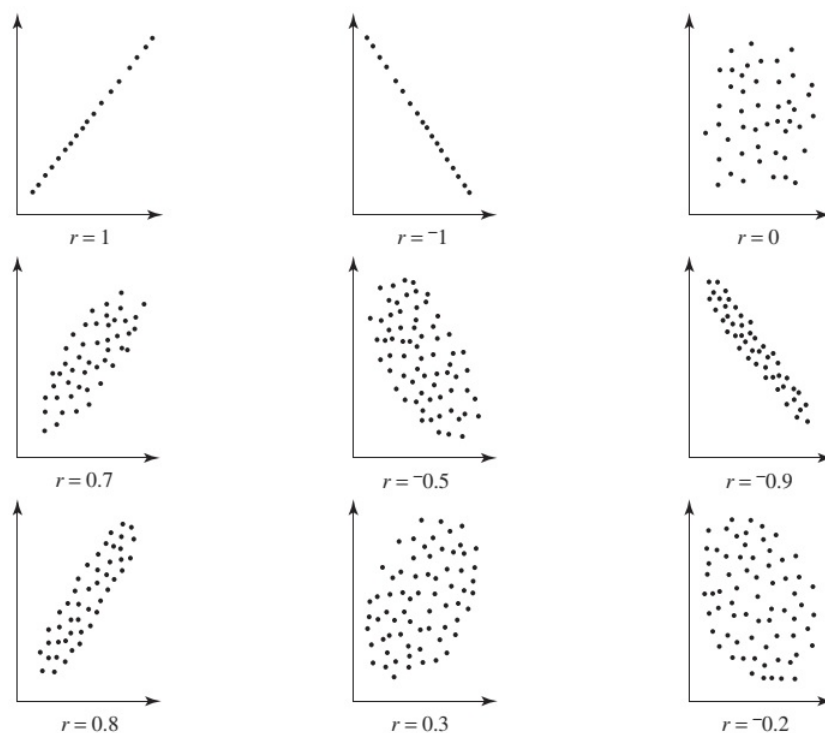 r = 1
r = ⁻1
r = 0
r = 0.7
r = ⁻0.5
r = ⁻0.9
r = 0.8
r = 0.3
r = ⁻0.2